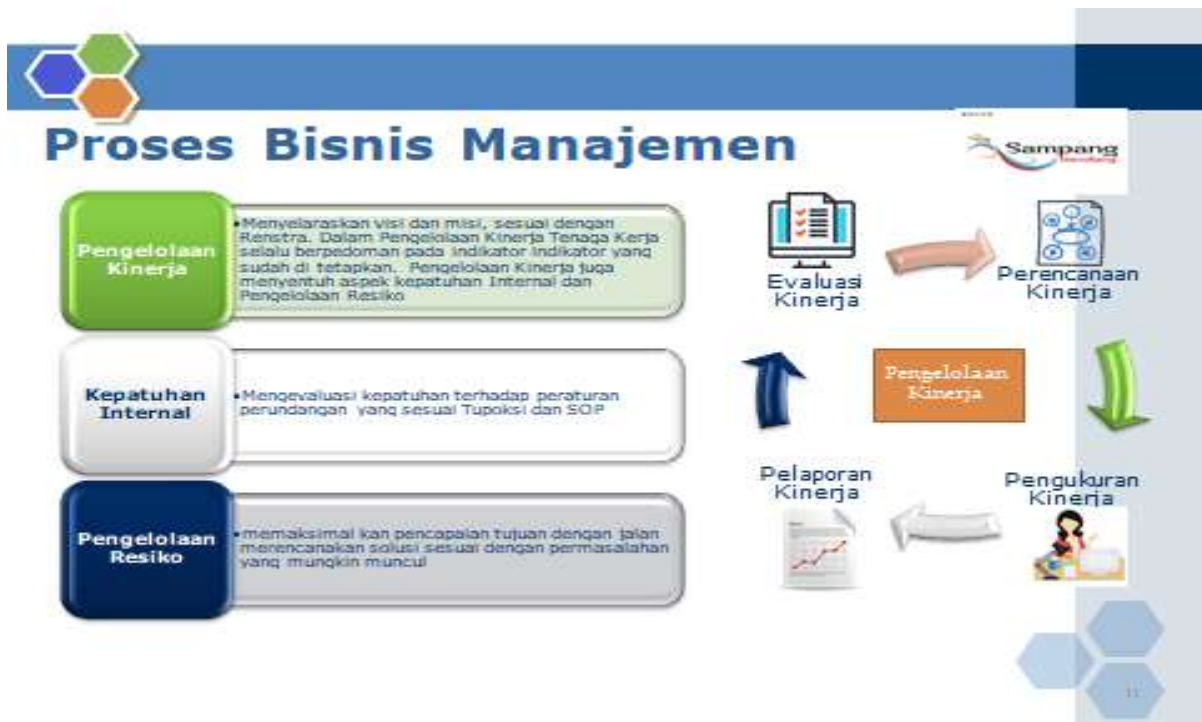 Proses Bisnis Manajemen
Sampang
Pengelolaan
Kinerja
•Menyelaraskan visi dan misi, sesuai dengan
Renstra. Dalam Pengelolaan Kinerja Tenaga Kerja
selalu berpedoman pada indikator indikator yang
sudah di tetapkan. Pengelolaan Kinerja juga
menyentuh aspek kepatuhan Internal dan
Pengelolaan Resiko
Kepatuhan
Internal
•Mengevaluasi kepatuhan terhadap peraturan
perundangan yang sesuai Tupoksi dan SOP
Pengelolaan
Resiko
•memaksimal kan pencapaian tujuan dengan jalan
merencanakan solusi sesuai dengan permasalahan
yang mungkin muncul
Evaluasi
Kinerja
Perencanaan
Kinerja
Pengelolaan
Kinerja
Pelaporan
Kinerja
Pengukuran
Kinerja
11